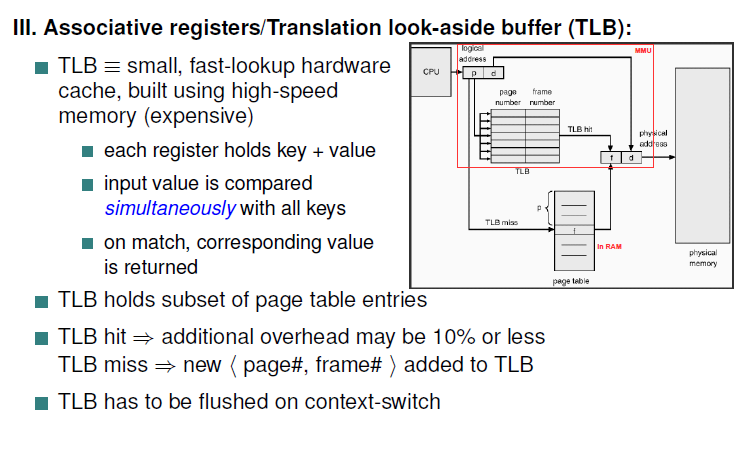 III. Associative registers/Translation look-aside buffer (TLB):
TLB ≡ small, fast-lookup hardware
cache, built using high-speed
memory (expensive)
each register holds key + value
input value is compared
simultaneously with all keys
on match, corresponding value
is returned
TLB holds subset of page table entries
TLB hit ⇒ additional overhead may be 10% or less
TLB miss ⇒ new ⟨ page#, frame# ⟩ added to TLB
TLB has to be flushed on context-switch
logical
address
MMU
CPU
p d
page frame
number number
TLB hit
physical
address
f d
TLB
p
TLB miss
f
In RAM
page table
physical
memory